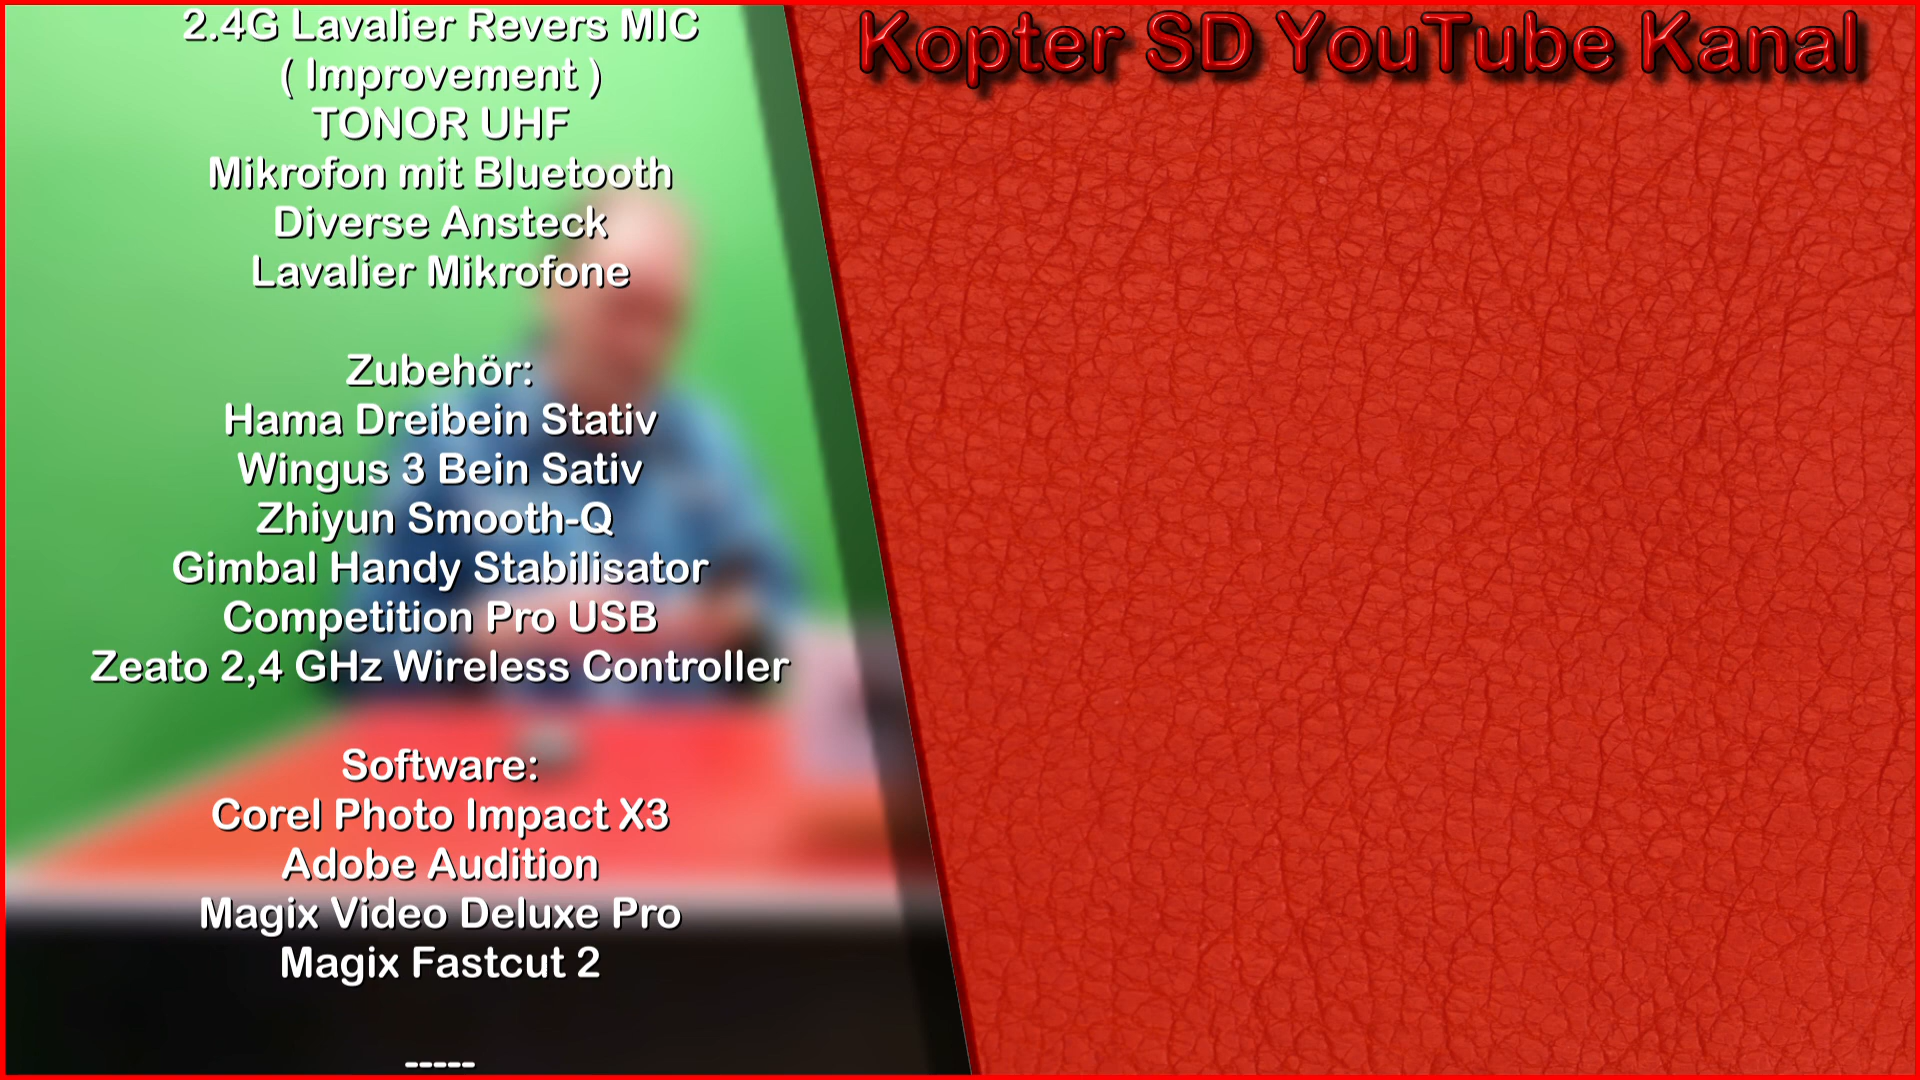 2.4G Lavalier Revers MIC
( Improvement )
TONOR UHF
Mikrofon mit Bluetooth
Diverse Ansteck
Lavalier Mikrofone
Zubehör:
Hama Dreibein Stativ
Wingus 3 Bein Sativ
Zhiyun Smooth-Q
Gimbal Handy Stabilisator
Competition Pro USB
Zeato 2,4 GHz Wireless Controller
Software:
Corel Photo Impact X3
Adobe Audition
Magix Video Deluxe Pro
Magix Fastcut 2
-----
Kopter SD YouTube Kanal